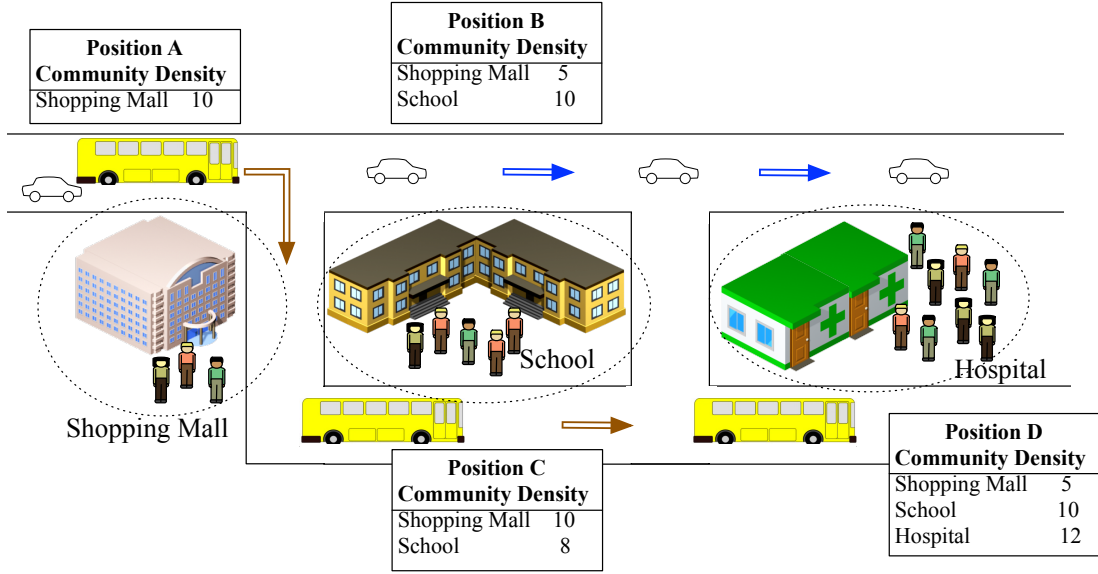 Position A
Community Density
Shopping Mall 10
Position B
Community Density
Shopping Mall 5
School 10
School
Hospital
Shopping Mall
Position C
Community Density
Shopping Mall 10
School 8
Position D
Community Density
Shopping Mall 5
School 10
Hospital 12